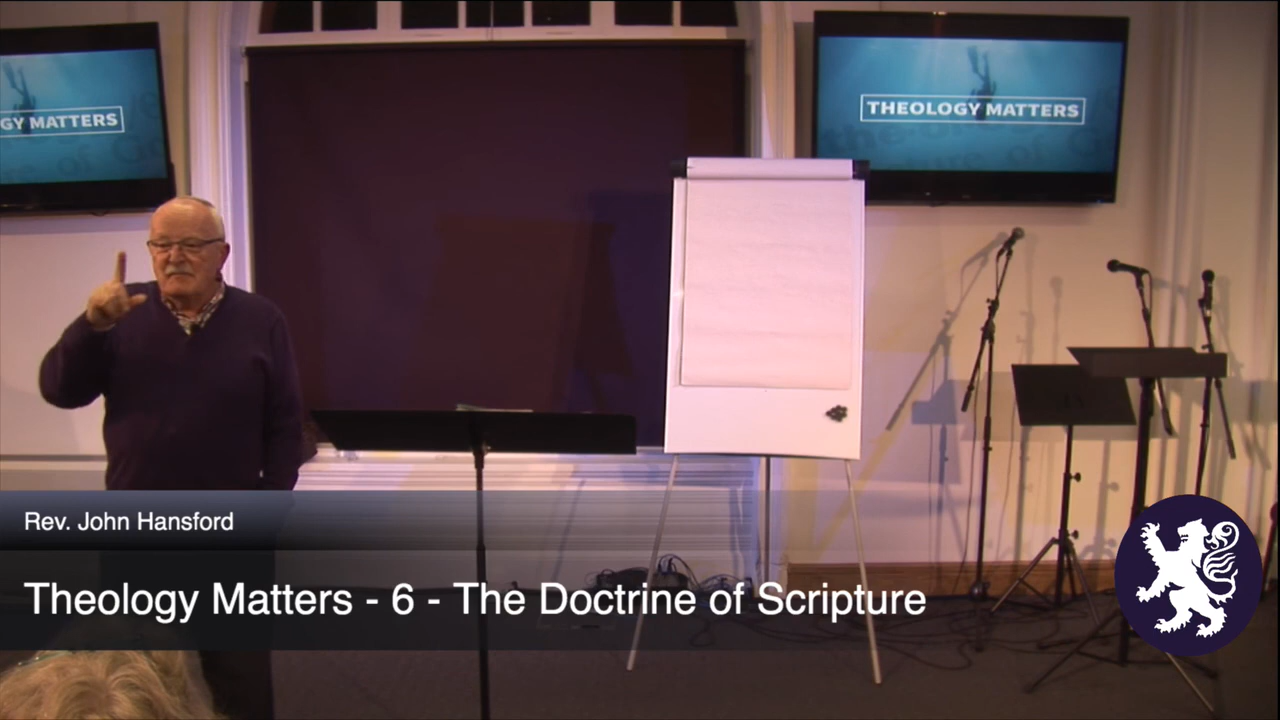 GY MATTERS
THEOLOGY MATTERS
Rev. John Hansford
Theology Matters - 6 - The Doctrine of Scripture